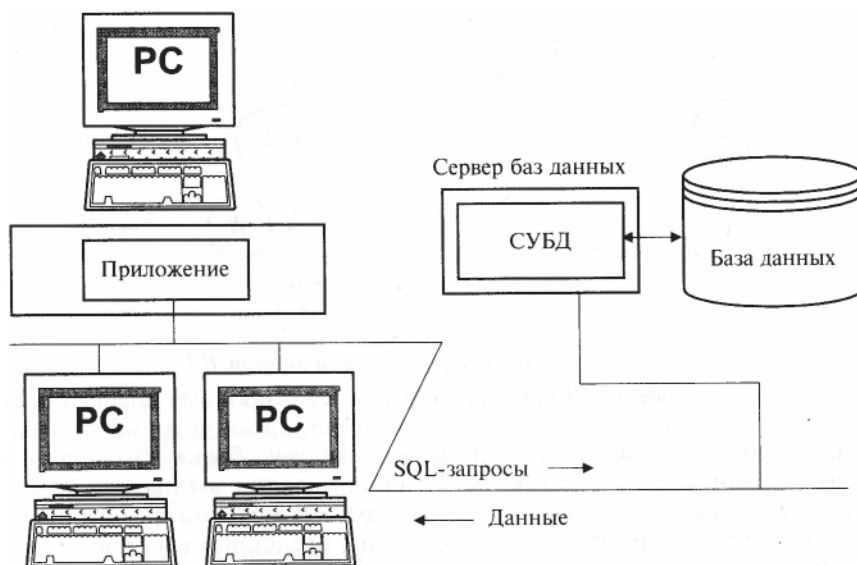 PC
Сервер баз данных
Приложение
СУБД
База данных
PC
PC
SQL-запросы
Данные